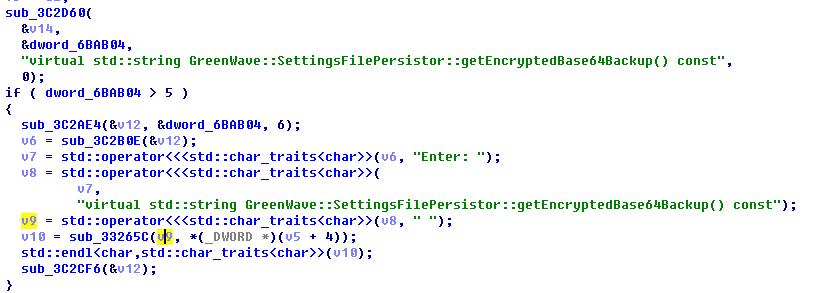 sub_3C2D60(
&v14,
&dword_6BAB04,
"virtual std::string GreenWave::SettingsFilePersistor::getEncryptedBase64Backup() const",
0);
if ( dword_6BAB04 > 5 )
{
sub_3C2AE4(&v12, &dword_6BAB04, 6);
v6 = sub_3C2B0E(&v12);
v7 = std::operator<<<std::char_traits<char>>(v6, "Enter: ");
v8 = std::operator<<<std::char_traits<char>>(
v7,
"virtual std::string GreenWave::SettingsFilePersistor::getEncryptedBase64Backup() const");
v9 = std::operator<<<std::char_traits<char>>(v8, " ");
v10 = sub_33265C(v9, *(_DWORD *)(v5 + 4));
std::endl<char,std::char_traits<char>>(v10);
sub_3C2CF6(&v12);
}